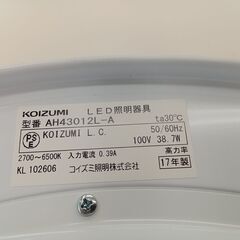 KOIZUMI LED照明器具
型番 AH43012L-A ta30℃
PSE KOIZUMI L.C. 50/60Hz
100V 38.7W
2700～6500K 入力電流 0.39A 高力率
KL 102606 コイズミ照明株式会社 17年製